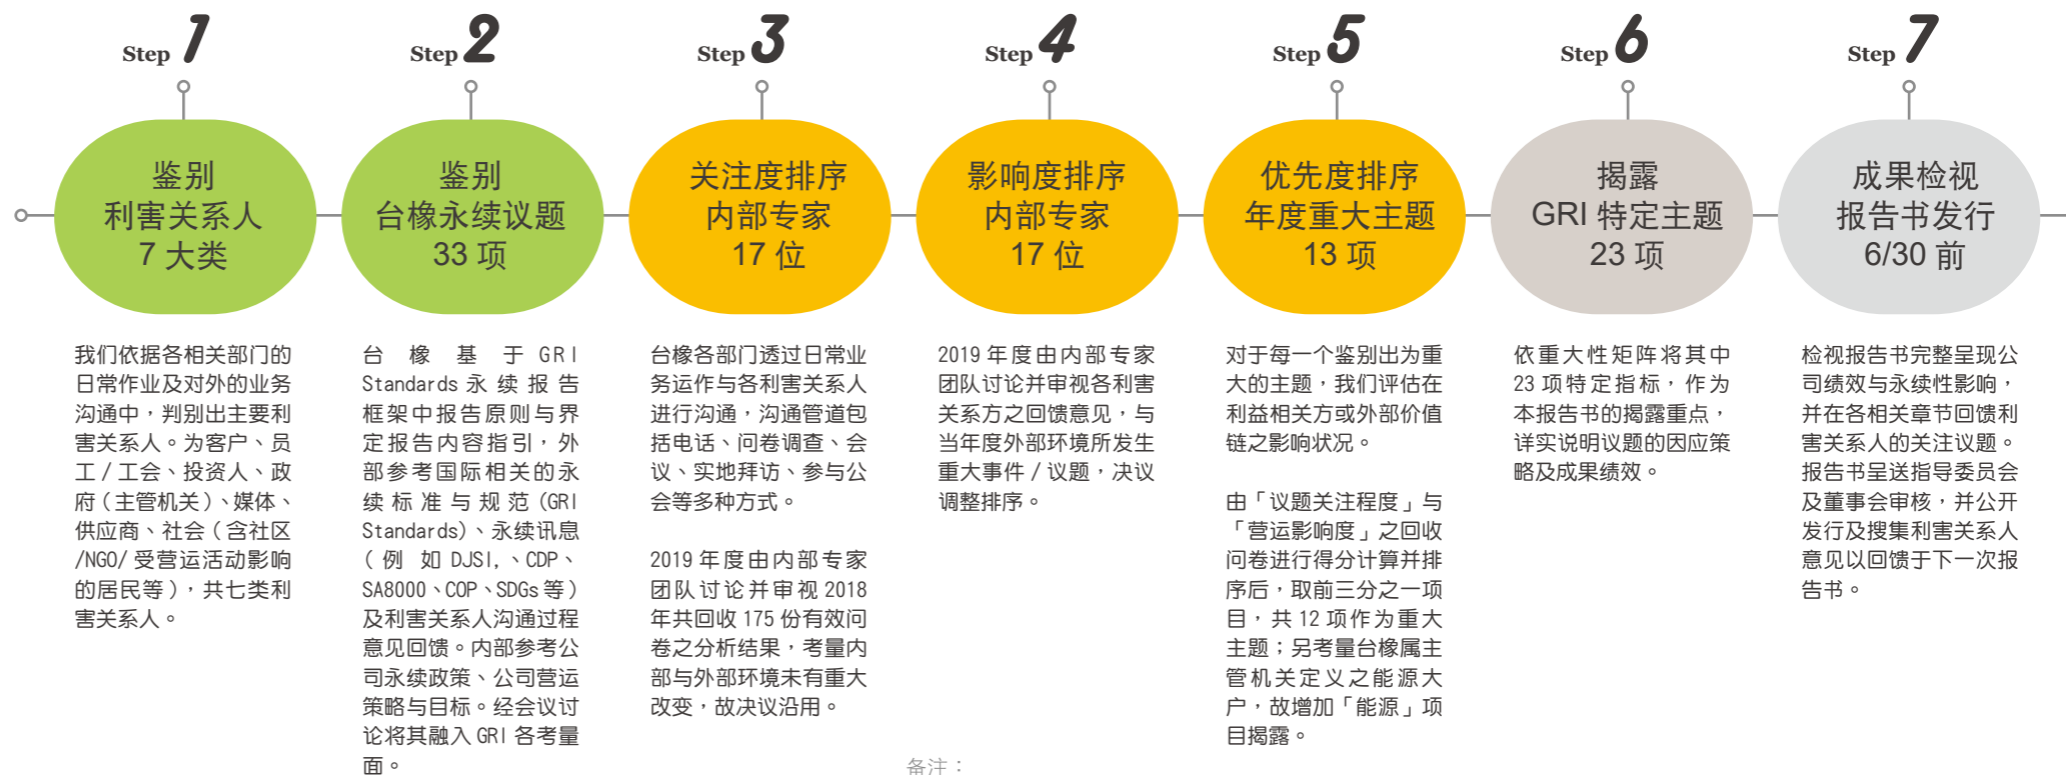 Step 1
鉴别
利害关系人
7 大类
我们依据各相关部门的
日常作业及对外的业务
沟通中，判别出主要利
害关系人。为客户、员
工 / 工会、投资人、政
府（主管机关）、媒体、
供应商、社会（含社区
/NGO/ 受营运活动影响
的居民等），共七类利
害关系人。
Step 2
鉴别
台橡永续议题
33 项
台橡基于 GRI
Standards 永续报告
框架中报告原则与界
定报告内容指引，外
部参考国际相关的永
续标准与规范 (GRI
Standards)、永续讯息
（例如 DJSI,、CDP、
SA8000、COP、SDGs 等）
及利害关系人沟通过程
意见回馈。内部参考公
司永续政策、公司营运
策略与目标。经会议讨
论将其融入 GRI 各考量
面。
Step 3
关注度排序
内部专家
17 位
台橡各部门透过日常业
务运作与各利害关系人
进行沟通，沟通管道包
括电话、问卷调查、会
议、实地拜访、参与公
会等多种方式。
2019 年度由内部专家
团队讨论并审视 2018
年共回收 175 份有效问
卷之分析结果，考量内
部与外部环境未有重大
改变，故决议沿用。
Step 4
影响度排序
内部专家
17 位
2019 年度由内部专家
团队讨论并审视各利害
关系方之回馈意见，与
当年度外部环境所发生
重大事件 / 议题，决议
调整排序。
Step 5
优先度排序
年度重大主题
13 项
对于每一个鉴别出为重
大的主题，我们评估在
利益相关方或外部价值
链之影响状况。
由「议题关注程度」与
「营运影响度」之回收
问卷进行得分计算并排
序后，取前三分之一项
目，共 12 项作为重大
主题；另考量台橡属主
管机关定义之能源大
户，故增加「能源」项
目揭露。
Step 6
揭露
GRI 特定主题
23 项
依重大性矩阵将其中
23 项特定指标，作为
本报告书的揭露重点，
详实说明议题的因应策
略及成果绩效。
Step 7
成果检视
报告书发行
6/30 前
检视报告书完整呈现公
司绩效与永续性影响，
并在各相关章节回馈利
害关系人的关注议题。
报告书呈送指导委员会
及董事会审核，并公开
发行及搜集利害关系人
意见以回馈于下一次报
告书。
备注：